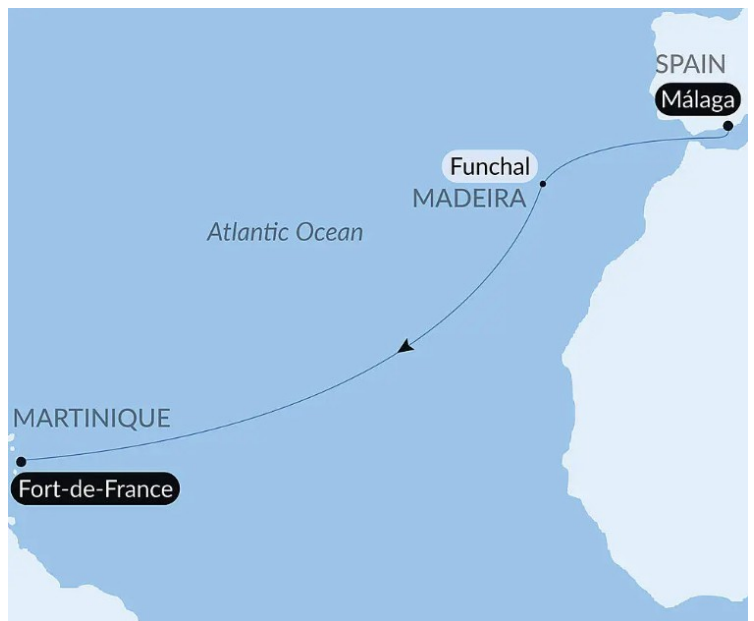 SPAIN
Málaga
Funchal
MADEIRA
Atlantic Ocean
MARTINIQUE
Fort-de-France